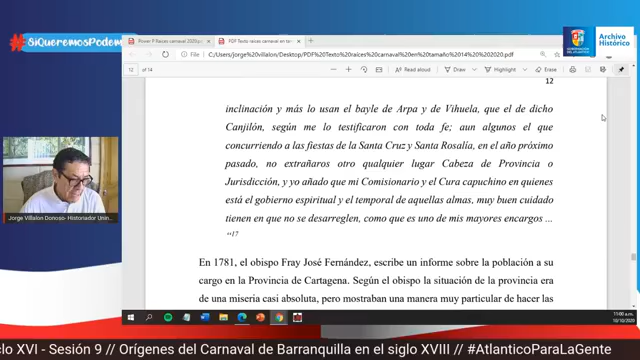 #SiQueremosPodem
Power P Raices carnaval 2020.p
PDF Texto raíces carnaval en ta
GOBERNACIÓN
DEL ATLÁNTICO
Archivo
Histórico
C:/Users/jorge%20villalon/Desktop/PDF%20Texto%20raíces%20carnaval%20en%20tamaño%2014%20%202020.pdf
12 of 14
Read aloud
Draw
Highlight
Erase
12
inclinación y más lo usan el bayle de Arpa y de Vihuela, que el de dicho
Canjilón, según me lo testificaron con toda fe; aun algunos el que
concurriendo a las fiestas de la Santa Cruz y Santa Rosalía, en el año próximo
pasado, no extrañaros otro qualquier lugar Cabeza de Provincia o
Jurisdicción, y yo añado que mi Comisionario y el Cura capuchino en quienes
está el gobierno espiritual y el temporal de aquellas almas, muy buen cuidado
tienen en que no se desarreglen, como que es uno de mis mayores encargos ...
“17
Jorge Villalon Donoso- Historiador Unin
En 1781, el obispo Fray José Fernández, escribe un informe sobre la población a su
cargo en la Provincia de Cartagena. Según el obispo la situación de la provincia era
de una miseria casi absoluta, pero mostraban una manera muy particular de hacer las
11:00 a.m.
10/10/2020
clo XVI - Sesión 9 // Orígenes del Carnaval de Barranquilla en el siglo XVIII // #AtlanticoParaLaGente